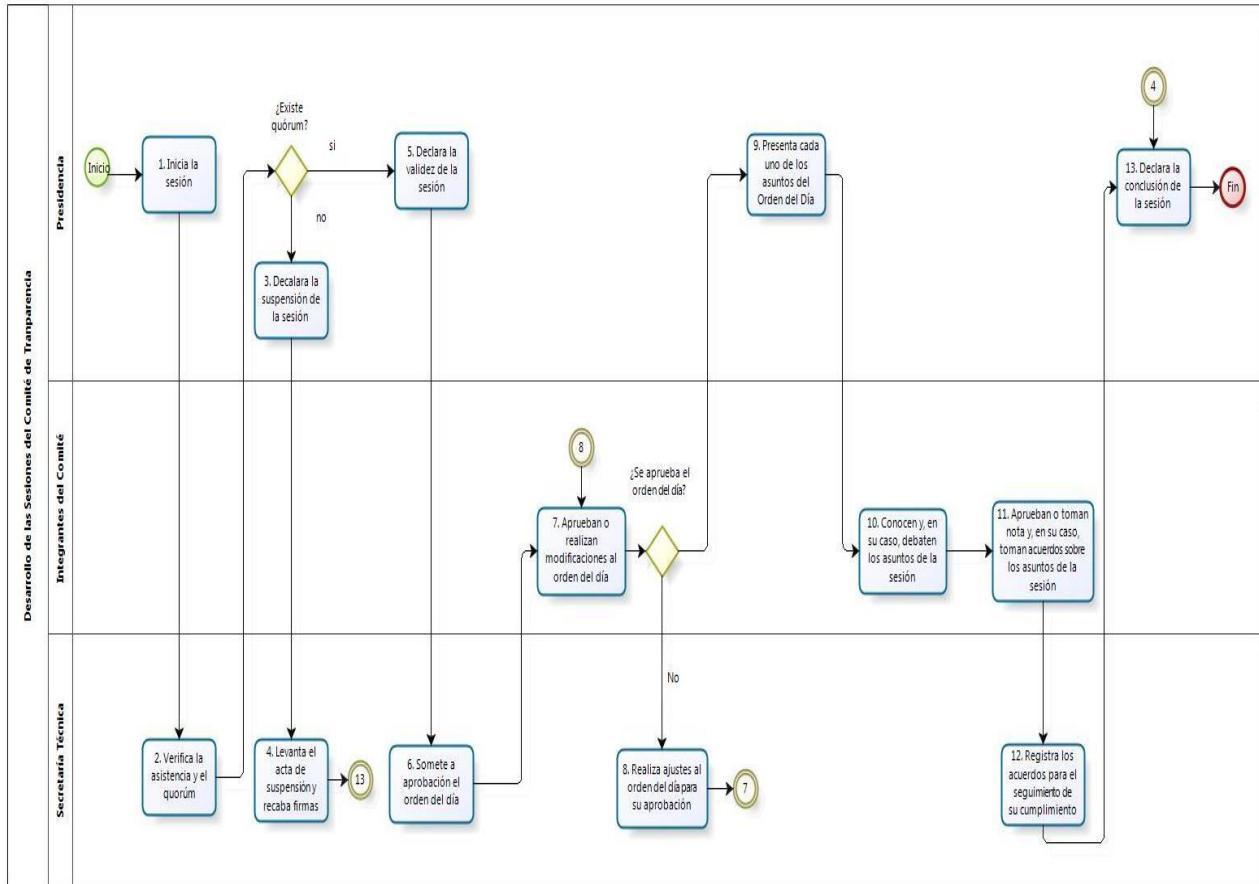 Desarrollo de las Sesiones del Comité de Tranparencia
Presidencia
Inicio
1. Inicia la
sesión
¿Existe
quórum?
si
no
3. Decalara la
suspensión de
la sesión
5. Declara la
validez de la
sesión
9. Presenta cada
uno de los
asuntos del
Orden del Día
4
13. Declara la
conclusión de
la sesión
Fin
Integrantes del Comité
8
7. Aprueban o
realizan
modificaciones al
orden del día
¿Se aprueba el
orden del día?
10. Conocen y, en
su caso, debaten
los asuntos de la
sesión
11. Aprueban o toman
nota y, en su caso,
toman acuerdos sobre
los asuntos de la
sesión
Secretaría Técnica
2. Verifica la
asistencia y el
quorúm
4. Levanta el
acta de
suspensión y
recaba firmas
13
6. Somete a
aprobación el
orden del día
No
8. Realiza ajustes al
orden del día para
su aprobación
7
12. Registra los
acuerdos para el
seguimiento de
su cumplimiento